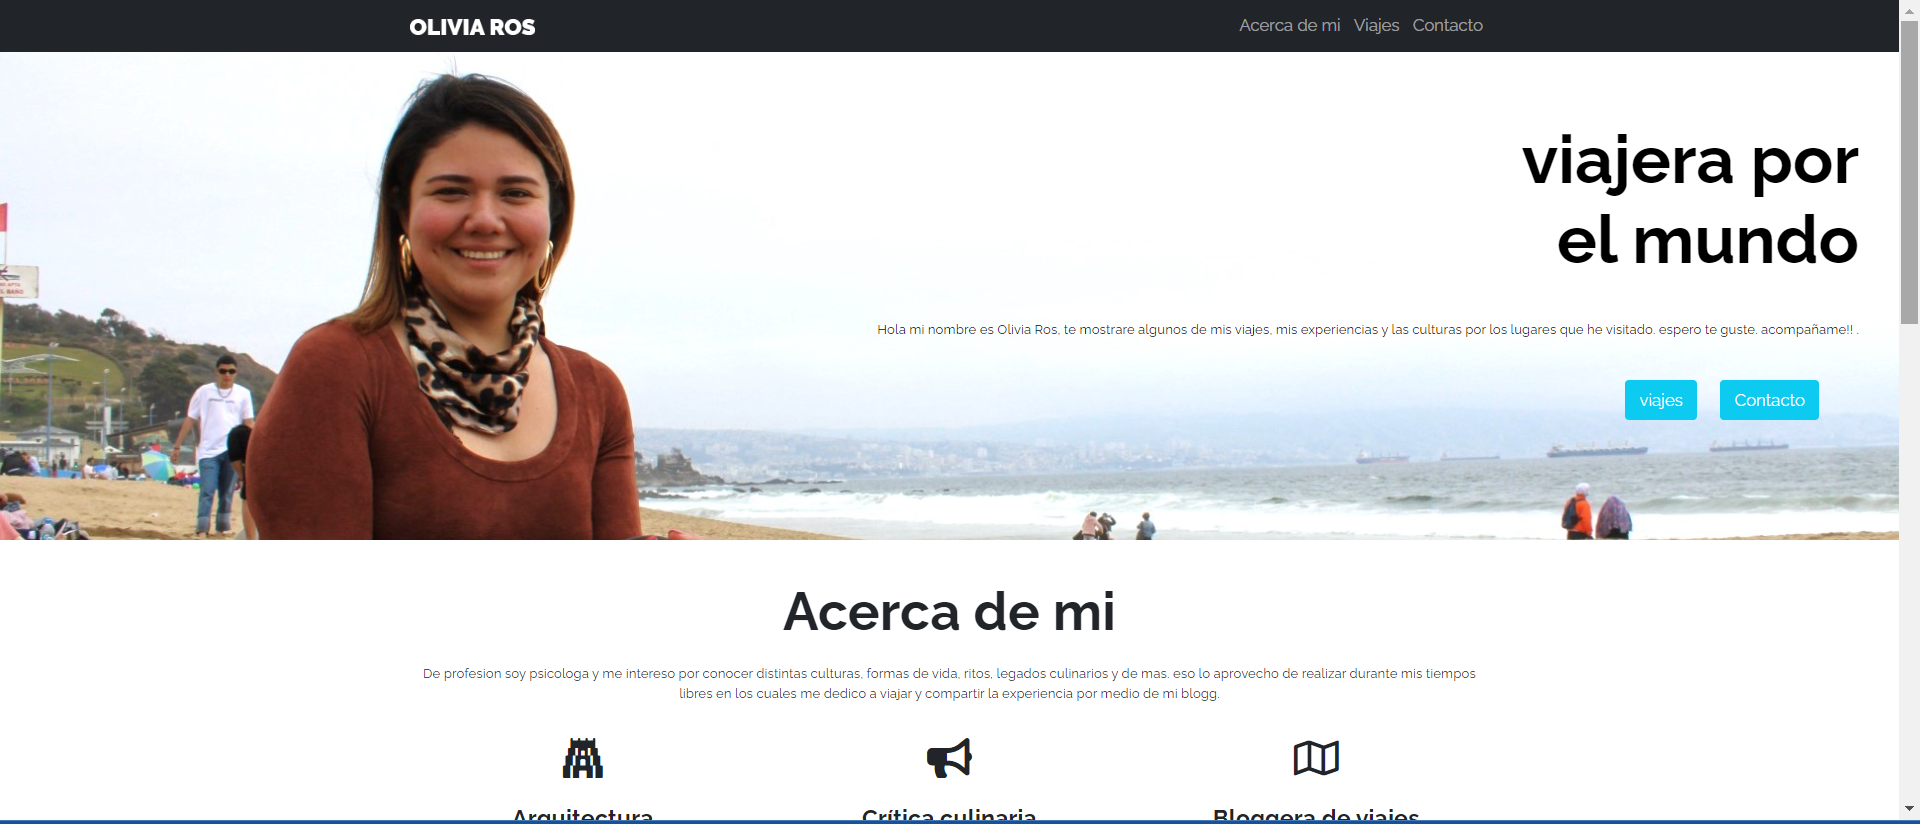 OLIVIA ROS
Acerca de mi Viajes Contacto
viajera por
el mundo
Hola mi nombre es Olivia Ros, te mostrare algunos de mis viajes, mis experiencias y las culturas por los lugares que he visitado. espero te guste. acompañame!! .
viajes Contacto
Acerca de mi
De profesion soy psicologa y me intereso por conocer distintas culturas, formas de vida, ritos, legados culinarios y de mas. eso lo aprovecho de realizar durante mis tiempos
libres en los cuales me dedico a viajar y compartir la experiencia por medio de mi blogg.
Arquitectura Crítica culinaria Bloggera de viajes